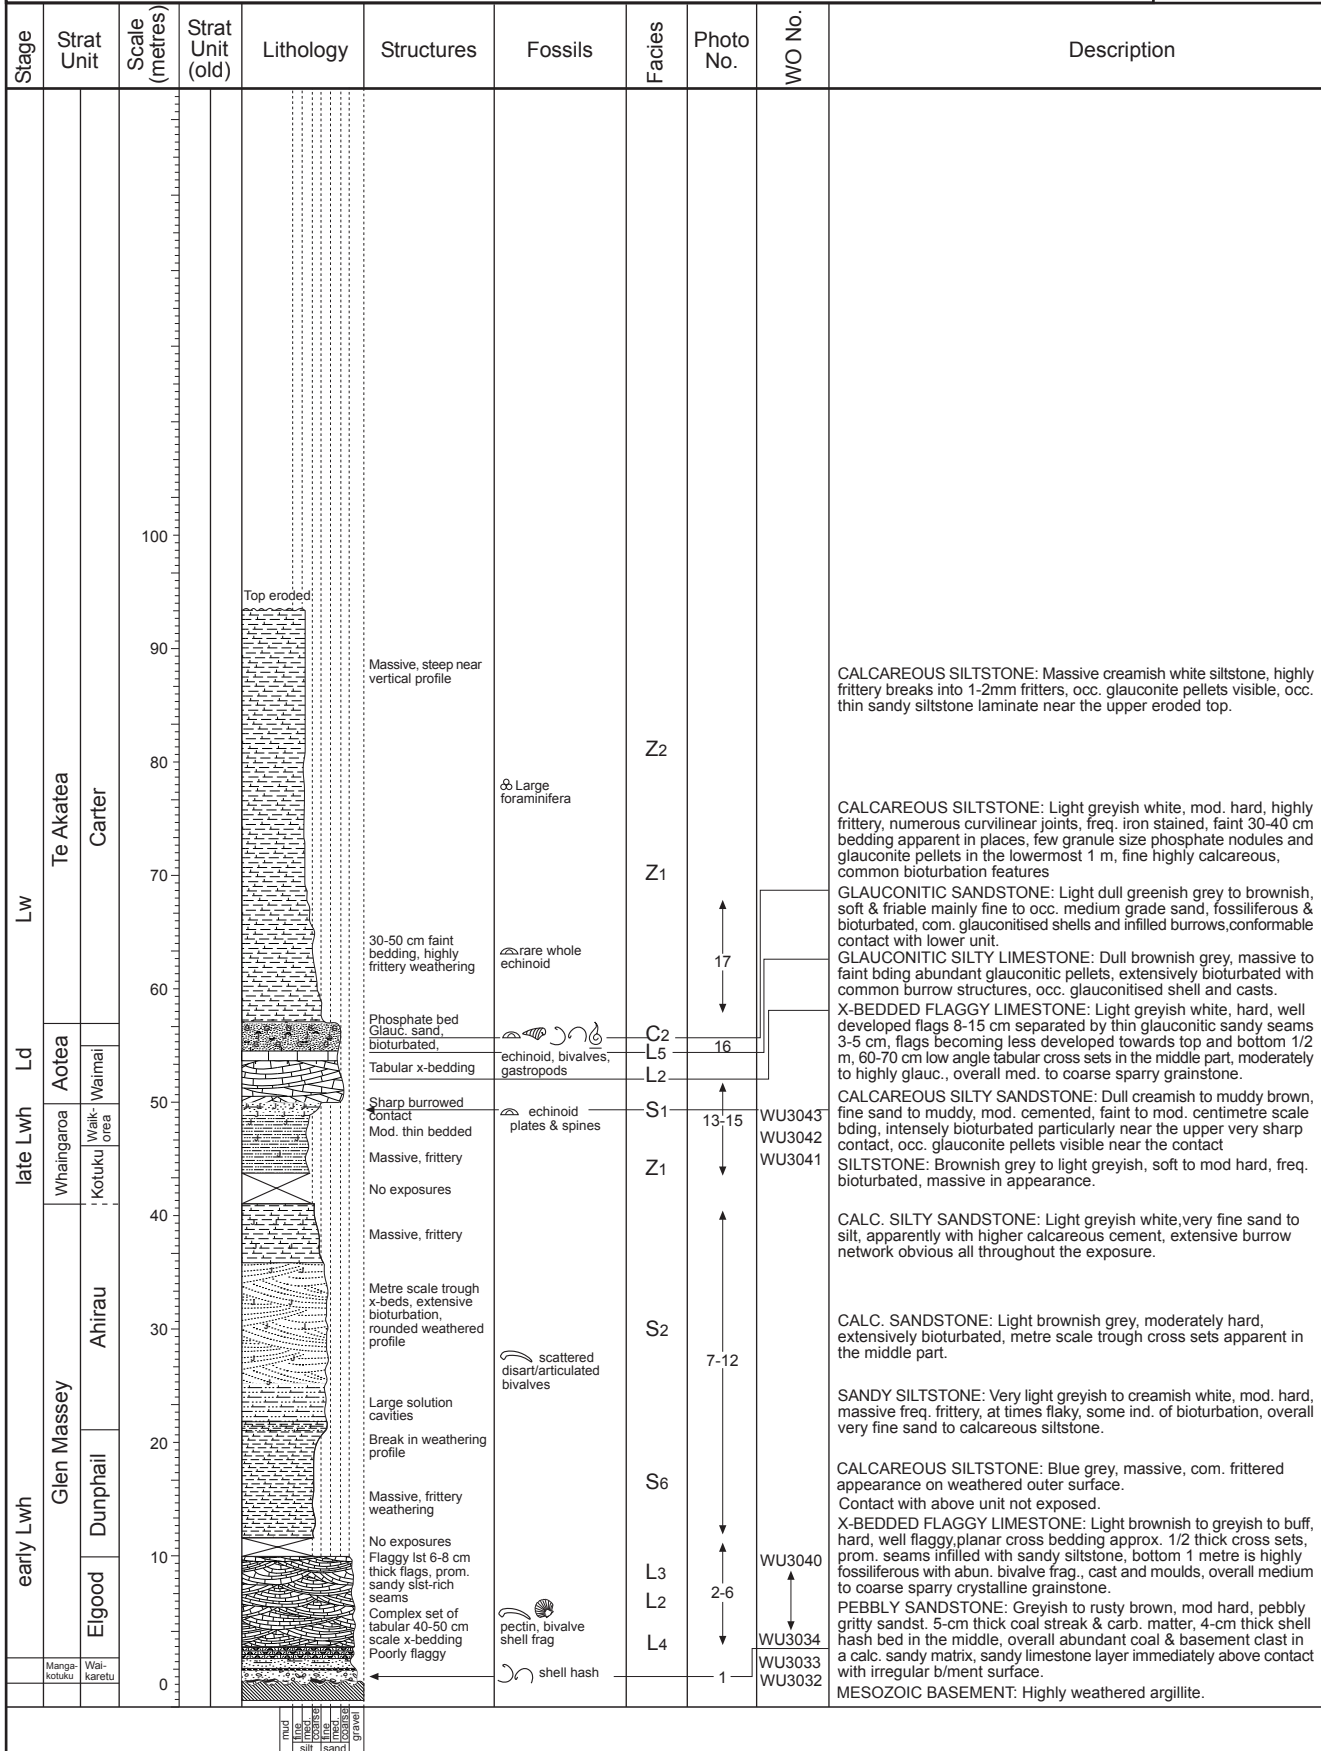 Stage
Strat
Unit
Scale
(metres)
Strat
Unit
(old)
Lithology
Structures
Fossils
Facies
Photo
No.
WO No.
Description
Lw
Ld
late Lwh
early Lwh
Te Akatea
Aotea
Whaingaroa
Glen Massey
Manga-
kotuku
Carter
Waimai
Waik-
orea
Kotuku
Ahirau
Dunphail
Elgood
Wai-
karetu
100
90
80
70
60
50
40
30
20
10
0
Top eroded
mud
fine
med.
coarse
fine
med.
coarse
gravel
silt
sand
Massive, steep near
vertical profile
30-50 cm faint
bedding, highly
frittery weathering
Phosphate bed
Glauc. sand,
bioturbated,
Tabular x-bedding
Sharp burrowed
contact
Mod. thin bedded
Massive, frittery
No exposures
Massive, frittery
Metre scale trough
x-beds, extensive
bioturbation,
rounded weathered
profile
Large solution
cavities
Break in weathering
profile
Massive, frittery
weathering
No exposures
Flaggy lst 6-8 cm
thick flags, prom.
sandy slst-rich
seams
Complex set of
tabular 40-50 cm
scale x-bedding
Poorly flaggy
Large
foraminifera
rare whole
echinoid
echinoid, bivalves,
gastropods
echinoid
plates & spines
scattered
disart/articulated
bivalves
pectin, bivalve
shell frag
shell hash
Z2
Z1
C2
L5
L2
S1
Z1
S2
S6
L3
L2
L4
17
16
13-15
7-12
2-6
1
WU3043
WU3042
WU3041
WU3040
WU3034
WU3033
WU3032
CALCAREOUS SILTSTONE: Massive creamish white siltstone, highly
frittery breaks into 1-2mm fritters, occ. glauconite pellets visible, occ.
thin sandy siltstone laminate near the upper eroded top.
CALCAREOUS SILTSTONE: Light greyish white, mod. hard, highly
frittery, numerous curvilinear joints, freq. iron stained, faint 30-40 cm
bedding apparent in places, few granule size phosphate nodules and
glauconite pellets in the lowermost 1 m, fine highly calcareous,
common bioturbation features
GLAUCONITIC SANDSTONE: Light dull greenish grey to brownish,
soft & friable mainly fine to occ. medium grade sand, fossiliferous &
bioturbated, com. glauconitised shells and infilled burrows,conformable
contact with lower unit.
GLAUCONITIC SILTY LIMESTONE: Dull brownish grey, massive to
faint bding abundant glauconitic pellets, extensively bioturbated with
common burrow structures, occ. glauconitised shell and casts.
X-BEDDED FLAGGY LIMESTONE: Light greyish white, hard, well
developed flags 8-15 cm separated by thin glauconitic sandy seams
3-5 cm, flags becoming less developed towards top and bottom 1/2
m, 60-70 cm low angle tabular cross sets in the middle part, moderately
to highly glauc., overall med. to coarse sparry grainstone.
CALCAREOUS SILTY SANDSTONE: Dull creamish to muddy brown,
fine sand to muddy, mod. cemented, faint to mod. centimetre scale
bding, intensely bioturbated particularly near the upper very sharp
contact, occ. glauconite pellets visible near the contact
SILTSTONE: Brownish grey to light greyish, soft to mod hard, freq.
bioturbated, massive in appearance.
CALC. SILTY SANDSTONE: Light greyish white,very fine sand to
silt, apparently with higher calcareous cement, extensive burrow
network obvious all throughout the exposure.
CALC. SANDSTONE: Light brownish grey, moderately hard,
extensively bioturbated, metre scale trough cross sets apparent in
the middle part.
SANDY SILTSTONE: Very light greyish to creamish white, mod. hard,
massive freq. frittery, at times flaky, some ind. of bioturbation, overall
very fine sand to calcareous siltstone.
CALCAREOUS SILTSTONE: Blue grey, massive, com. frittered
appearance on weathered outer surface.
Contact with above unit not exposed.
X-BEDDED FLAGGY LIMESTONE: Light brownish to greyish to buff,
hard, well flaggy,planar cross bedding approx. 1/2 thick cross sets,
prom. seams infilled with sandy siltstone, bottom 1 metre is highly
fossiliferous with abun. bivalve frag., cast and moulds, overall medium
to coarse sparry crystalline grainstone.
PEBBLY SANDSTONE: Greyish to rusty brown, mod hard, pebbly
gritty sandst. 5-cm thick coal streak & carb. matter, 4-cm thick shell
hash bed in the middle, overall abundant coal & basement clast in
a calc. sandy matrix, sandy limestone layer immediately above contact
with irregular b/ment surface.
MESOZOIC BASEMENT: Highly weathered argillite.